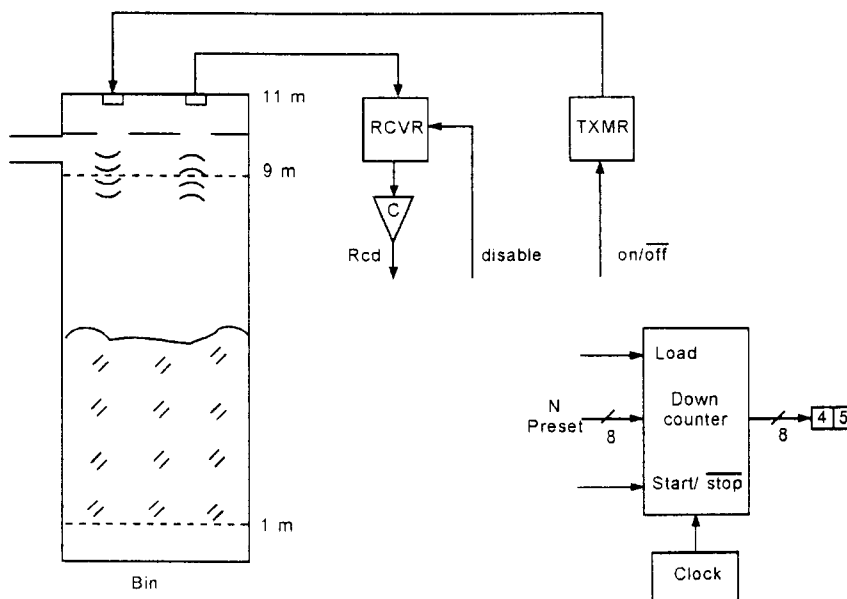 11 m
RCVR
TXMR
9 m
C
Rcd
disable
on/off
Load
N
Preset
8
Down
counter
8
4 5
Start/ stop
1 m
Clock
Bin